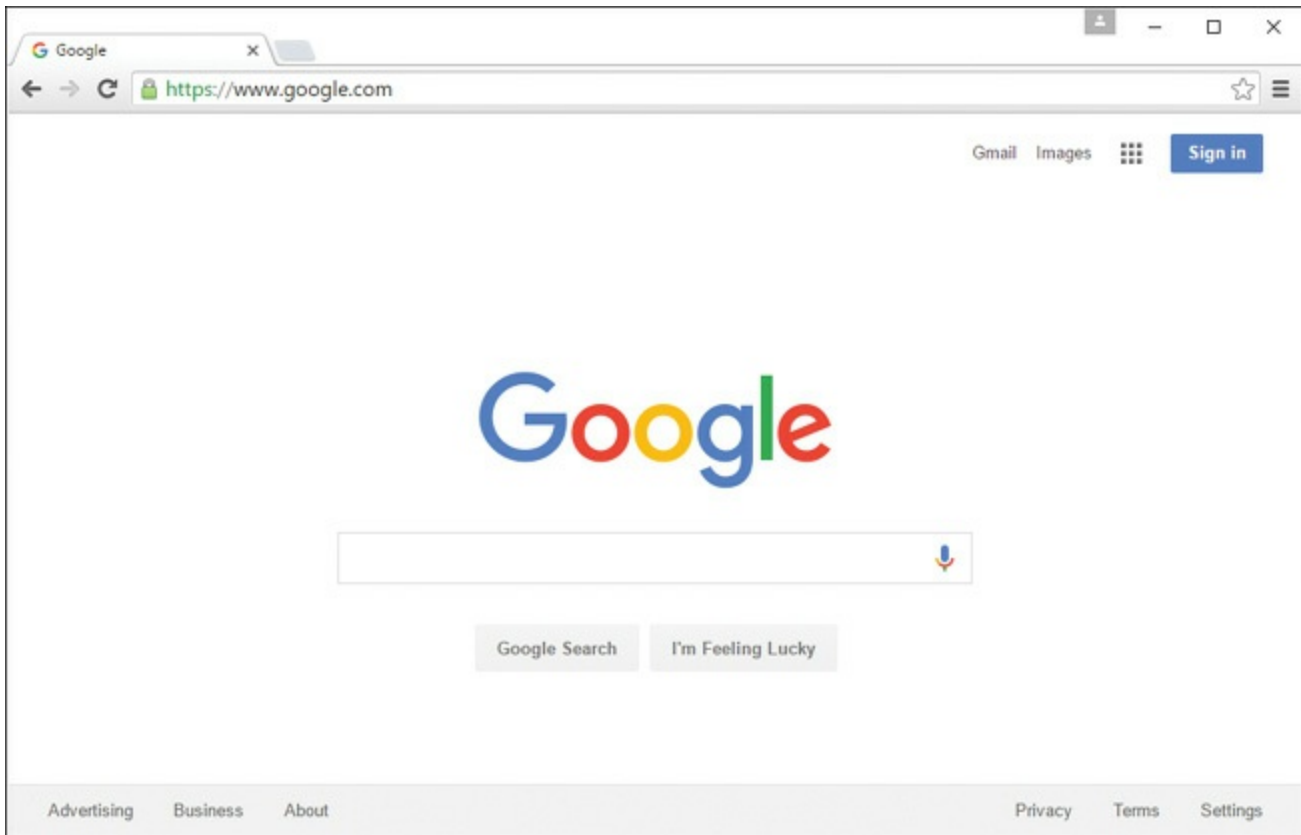 Google
https://www.google.com
Gmail Images Sign in
Google
Google Search I'm Feeling Lucky
Advertising Business About Privacy Terms Settings